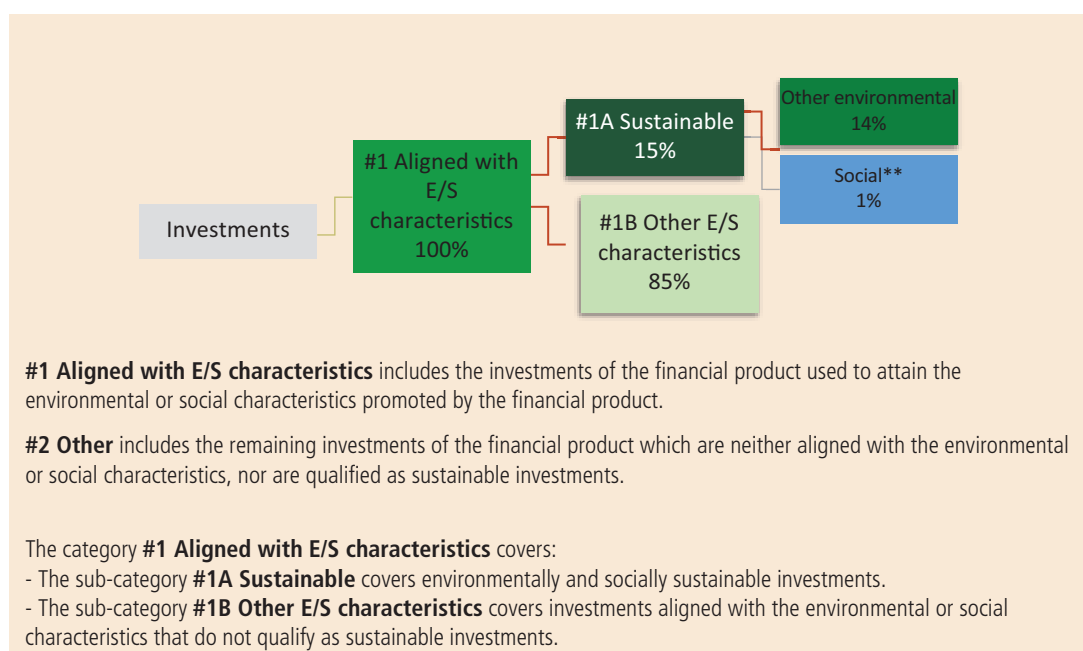 Investments
#1 Aligned with
E/S
characteristics
100%
#1A Sustainable
15%
#1B Other E/S
characteristics
85%
Other environmental
14%
Social**
1%
#1 Aligned with E/S characteristics includes the investments of the financial product used to attain the
environmental or social characteristics promoted by the financial product.
#2 Other includes the remaining investments of the financial product which are neither aligned with the environmental
or social characteristics, nor are qualified as sustainable investments.
The category #1 Aligned with E/S characteristics covers:
- The sub-category #1A Sustainable covers environmentally and socially sustainable investments.
- The sub-category #1B Other E/S characteristics covers investments aligned with the environmental or social
characteristics that do not qualify as sustainable investments.